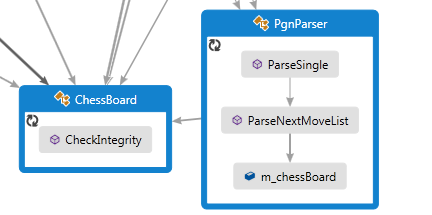 PgnParser
ParseSingle
ParseNextMoveList
m_chessBoard
ChessBoard
CheckIntegrity